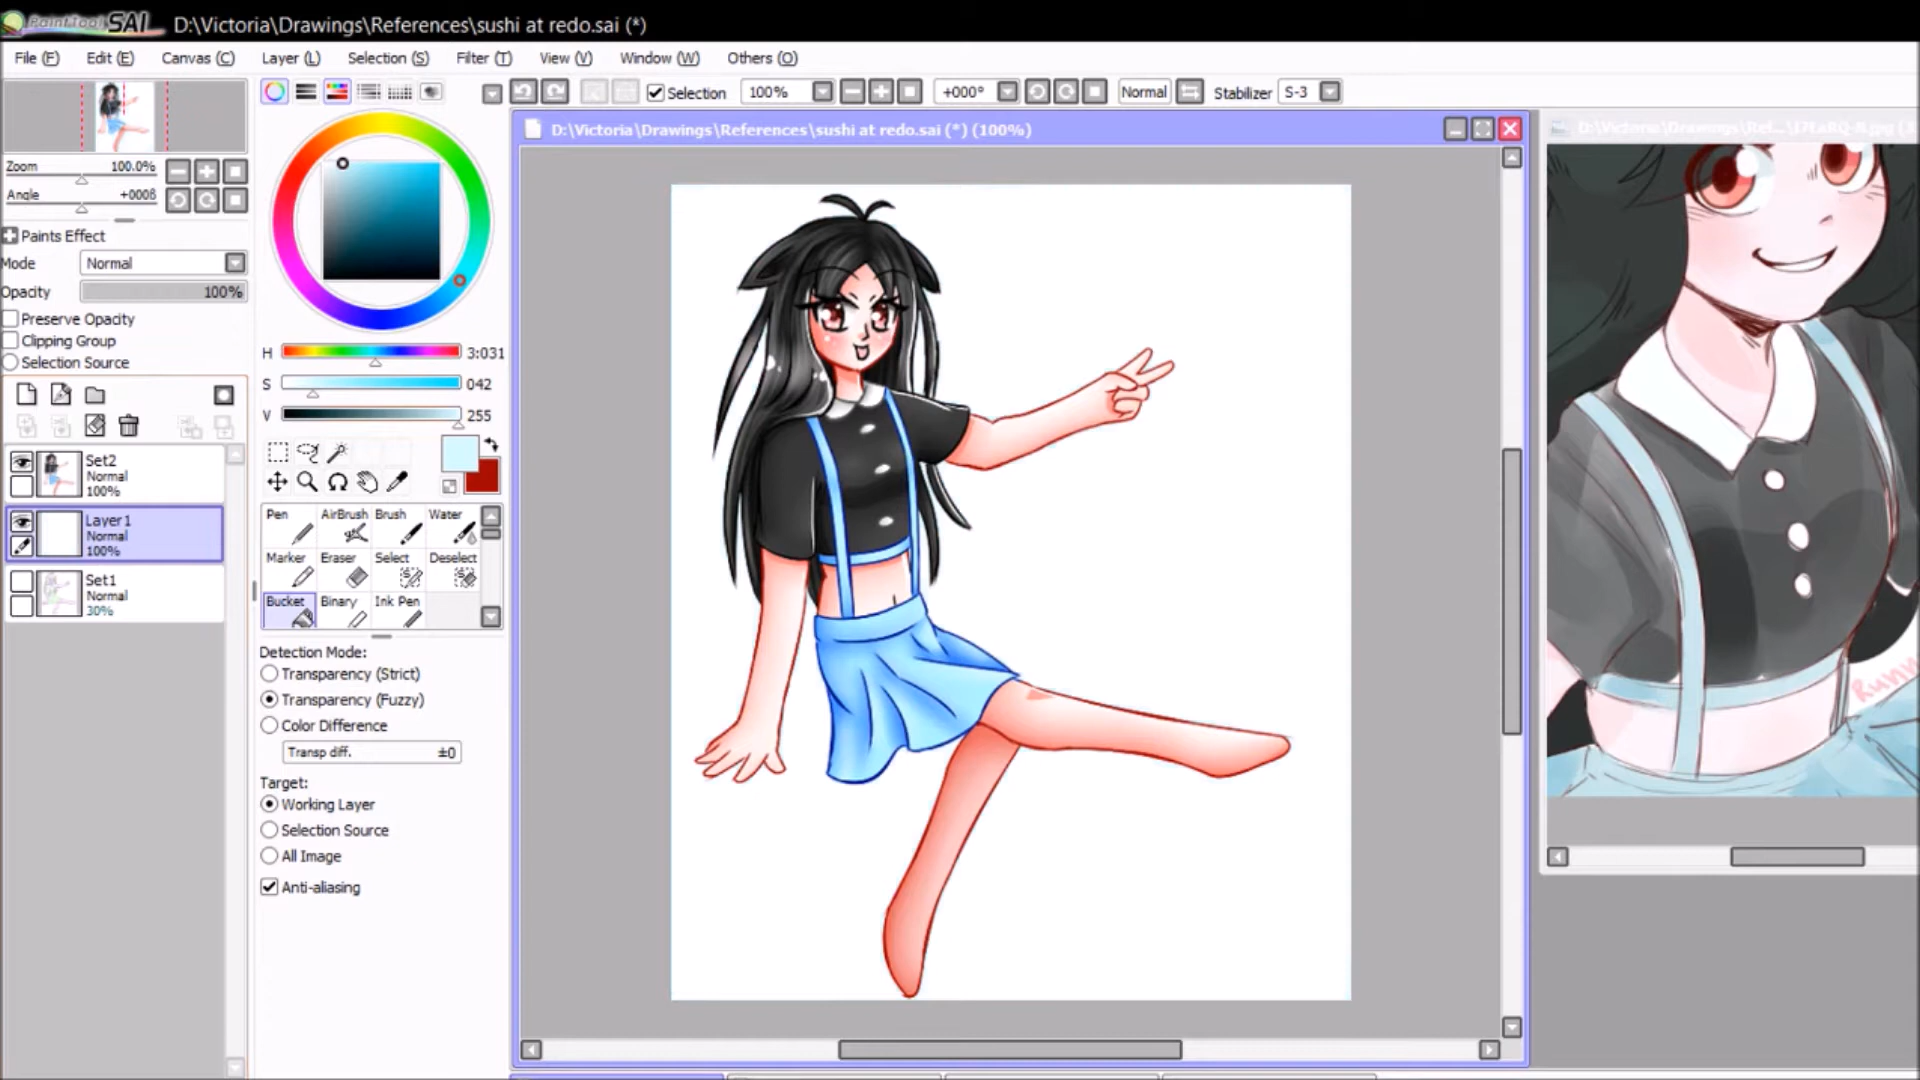 PaintTool SAI D:\Victoria\Drawings\References\sushi at redo.sai (*)
File (F) Edit (E) Canvas (C) Layer (L) Selection (S) Filter (T) View (V) Window (W) Others (O)
Selection 100% +000° Normal Stabilizer S-3
D:\Victoria\Drawings\References\sushi at redo.sai (*) (100%)
Zoom 100.0%
Angle +000ß
Paints Effect
Mode Normal
Opacity 100%
Preserve Opacity
Clipping Group
Selection Source
Set2
Normal
100%
Layer1
Normal
100%
Set1
Normal
30%
H 3:031
S 042
V 255
Pen AirBrush Brush Water
Marker Eraser Select Deselect
Bucket Binary Ink Pen
Detection Mode:
Transparency (Strict)
Transparency (Fuzzy)
Color Difference
Transp diff. ±0
Target:
Working Layer
Selection Source
All Image
Anti-aliasing